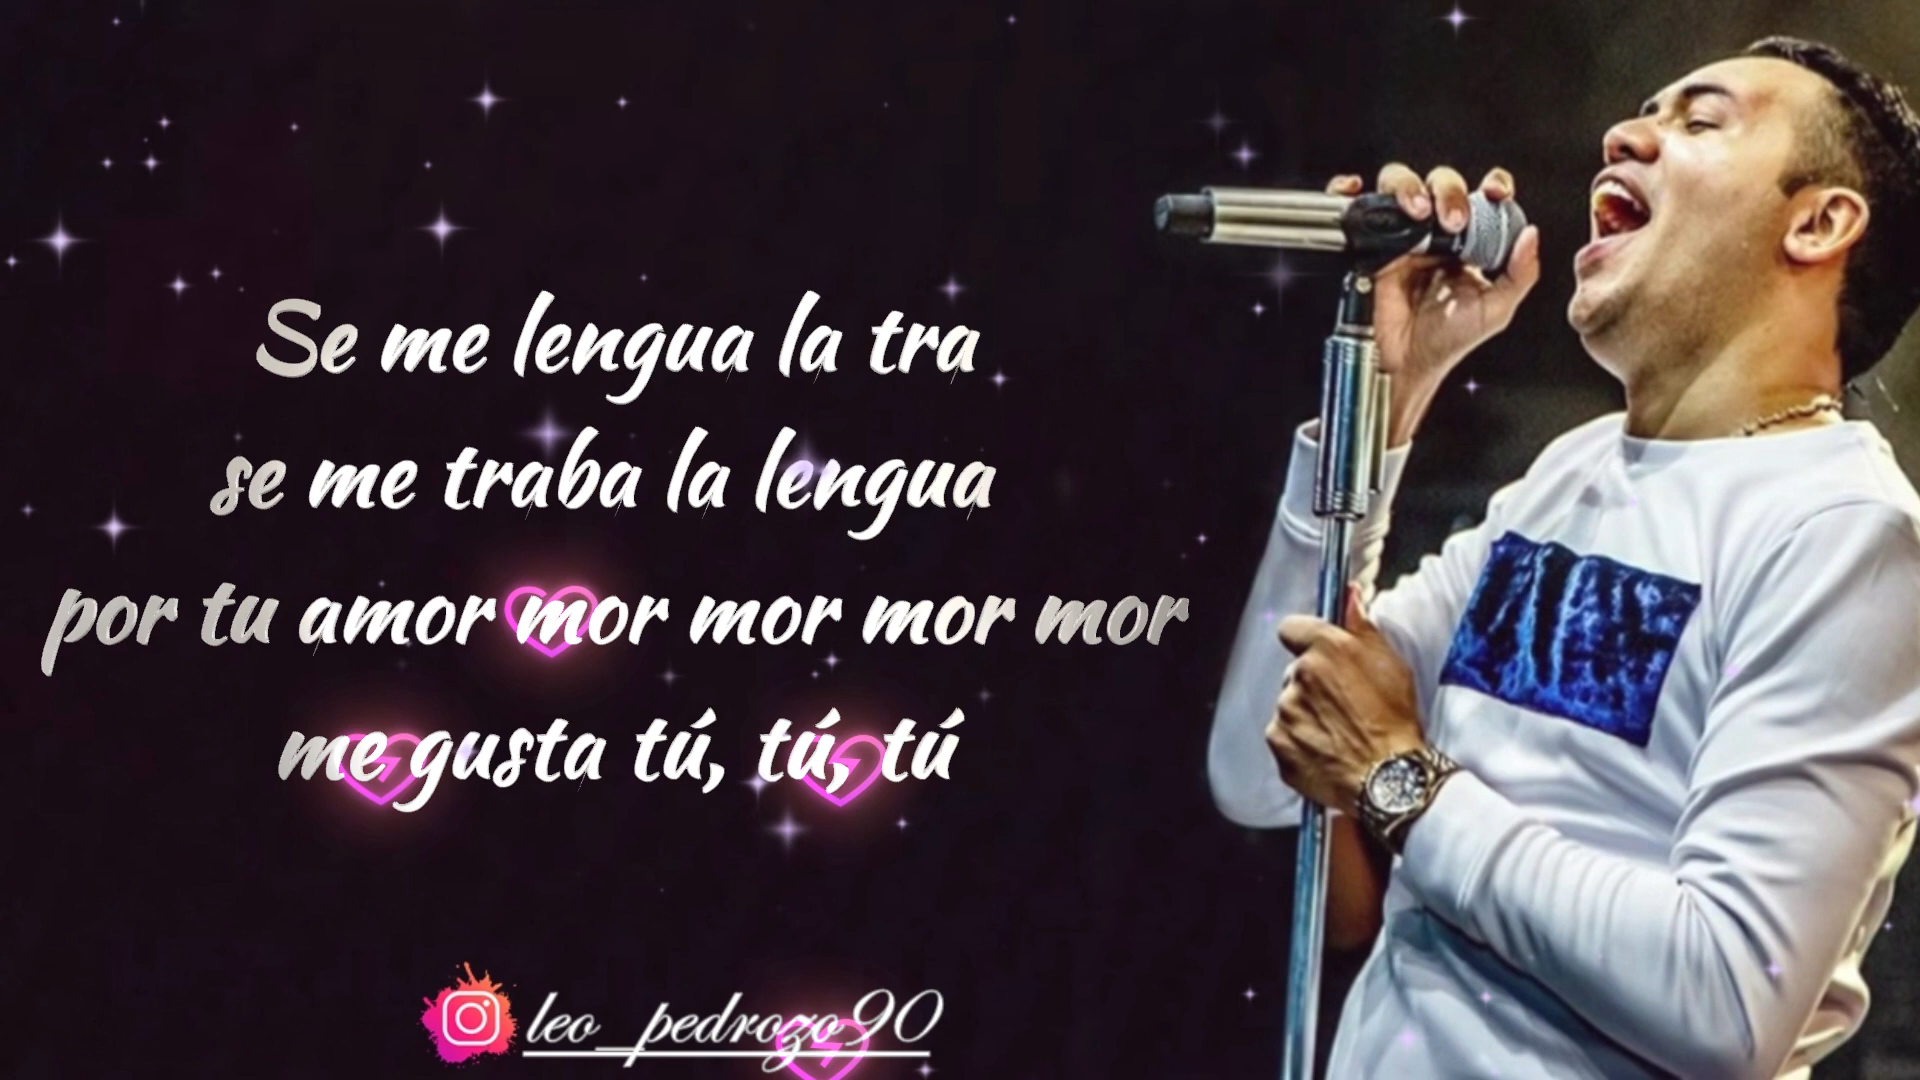 Se me lengua la tra
se me traba la lengua
por tu amor mor mor mor mor
me gusta tú, tú, tú
leo_pedrozo90